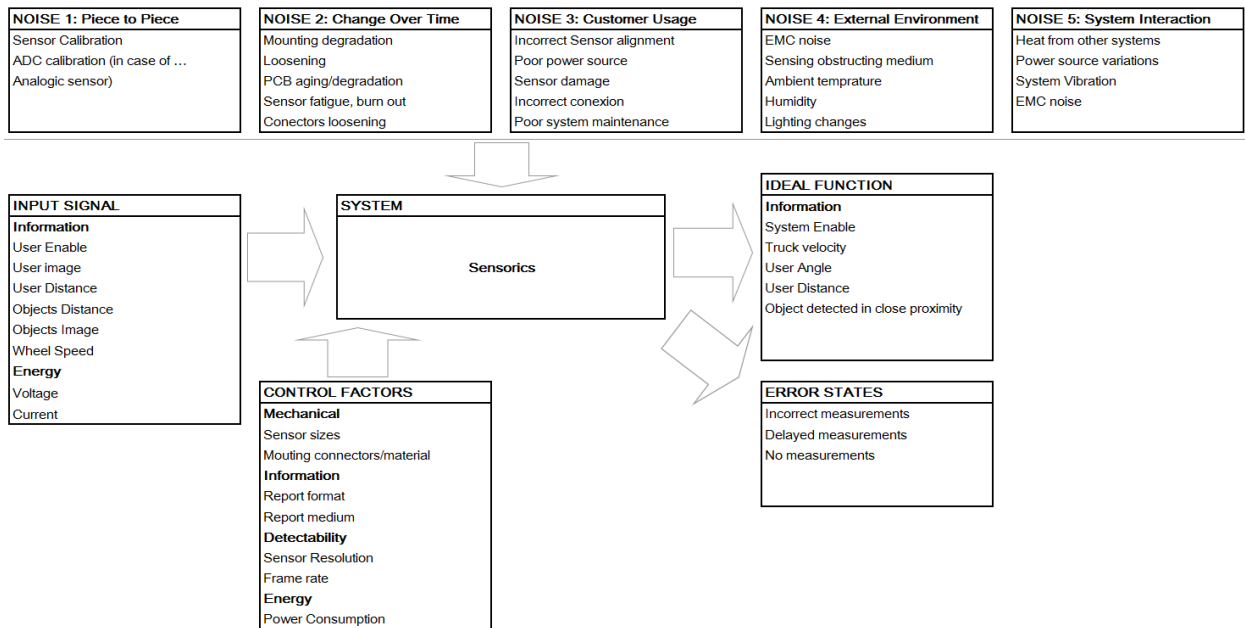 NOISE 1: Piece to Piece
Sensor Calibration
ADC calibration (in case of …
Analogic sensor)
NOISE 2: Change Over Time
Mounting degradation
Loosening
PCB aging/degradation
Sensor fatigue, burn out
Conectors loosening
NOISE 3: Customer Usage
Incorrect Sensor alignment
Poor power source
Sensor damage
Incorrect conexion
Poor system maintenance
NOISE 4: External Environment
EMC noise
Sensing obstructing medium
Ambient temprature
Humidity
Lighting changes
NOISE 5: System Interaction
Heat from other systems
Power source variations
System Vibration
EMC noise
INPUT SIGNAL
Information
User Enable
User image
User Distance
Objects Distance
Objects Image
Wheel Speed
Energy
Voltage
Current
SYSTEM
Sensorics
IDEAL FUNCTION
Information
System Enable
Truck velocity
User Angle
User Distance
Object detected in close proximity
CONTROL FACTORS
Mechanical
Sensor sizes
Mouting connectors/material
Information
Report format
Report medium
Detectability
Sensor Resolution
Frame rate
Energy
Power Consumption
ERROR STATES
Incorrect measurements
Delayed measurements
No measurements